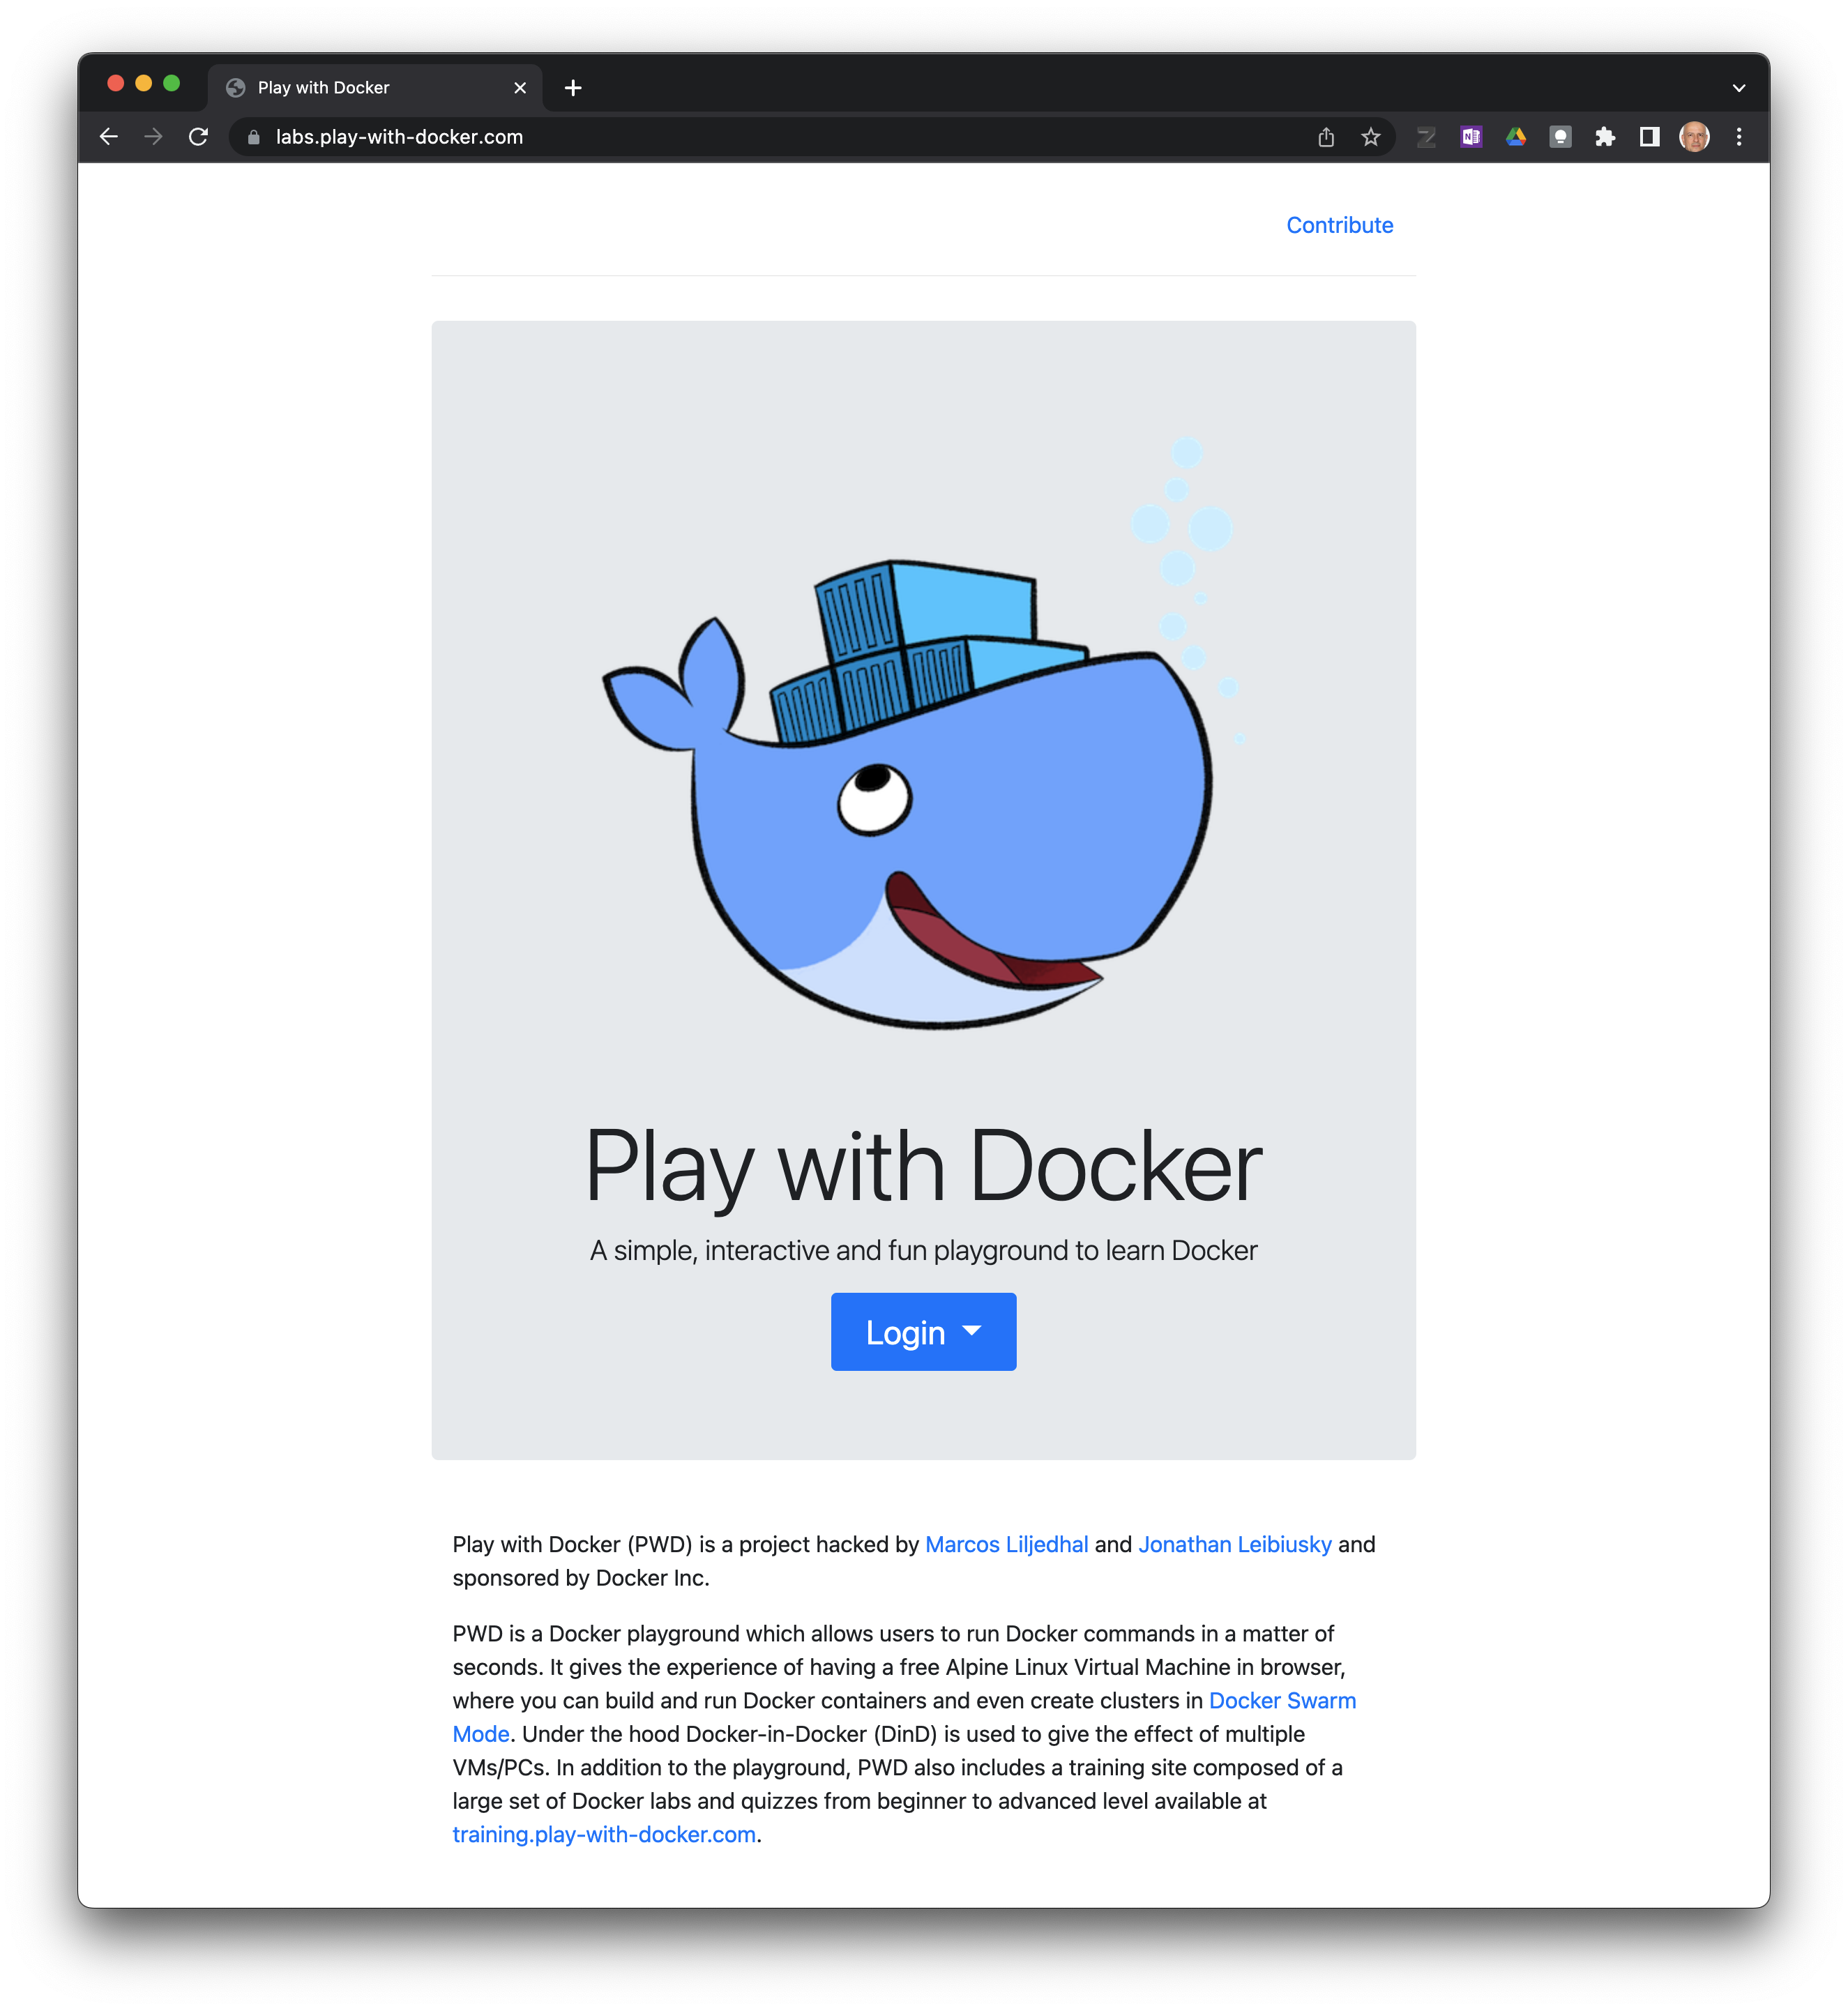 Play with Docker
labs.play-with-docker.com
N
Contribute
Play with Docker
A simple, interactive and fun playground to learn Docker
Login
Play with Docker (PWD) is a project hacked by Marcos Liljedhal and Jonathan Leibiusky and
sponsored by Docker Inc.
PWD is a Docker playground which allows users to run Docker commands in a matter of
seconds. It gives the experience of having a free Alpine Linux Virtual Machine in browser,
where you can build and run Docker containers and even create clusters in Docker Swarm
Mode. Under the hood Docker-in-Docker (DinD) is used to give the effect of multiple
VMs/PCs. In addition to the playground, PWD also includes a training site composed of a
large set of Docker labs and quizzes from beginner to advanced level available at
training.play-with-docker.com.